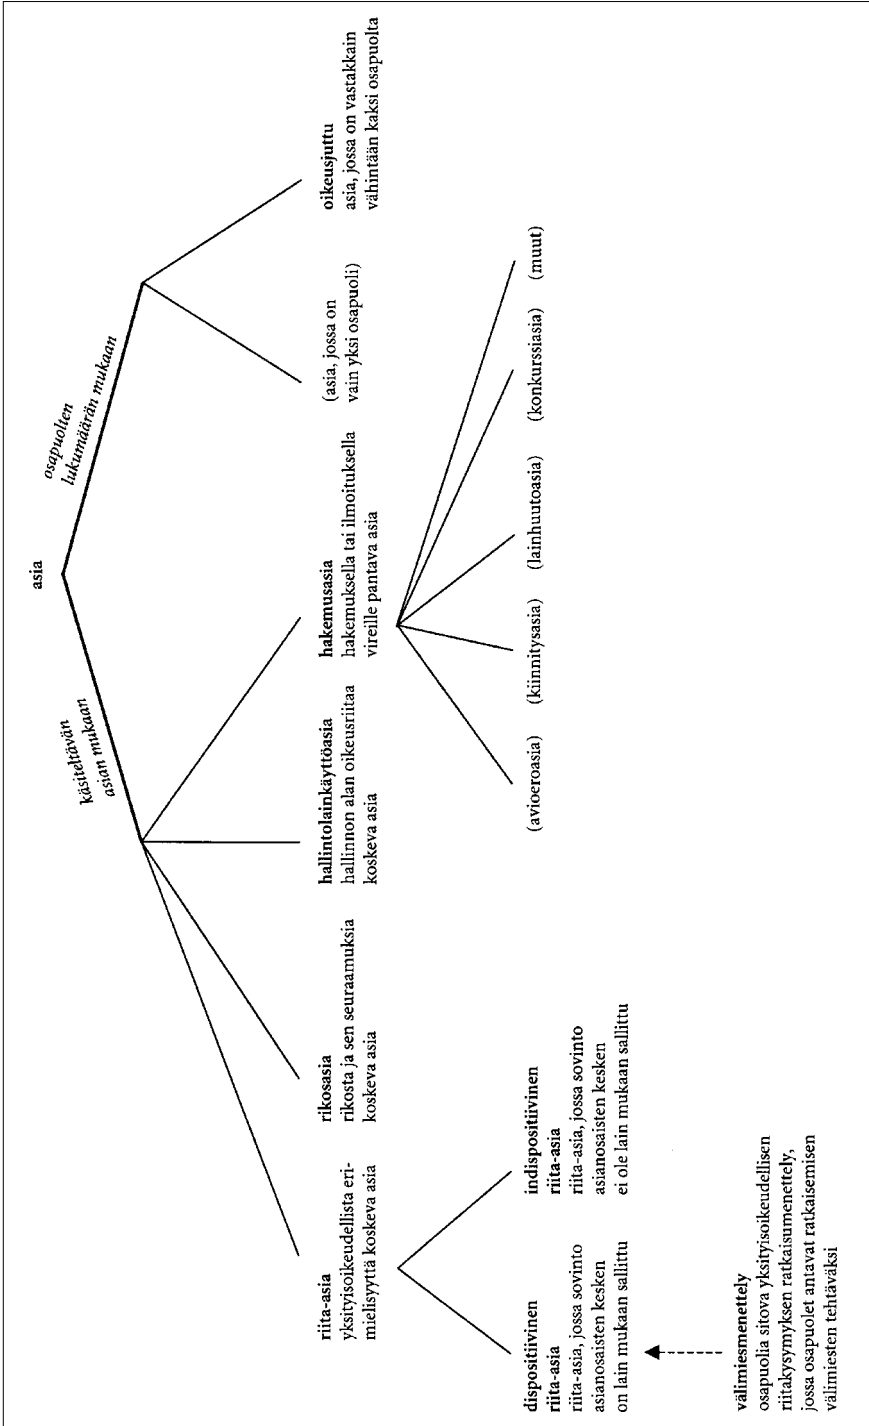 asia
käsiteltävän
asian mukaan
osapuolten
lukumäärän mukaan
riita-asia
yksityisoikeudellista eri-
mielisyyttä koskeva asia
rikosasia
rikosta ja sen seuraamuksia
koskeva asia
hallintolainkäyttöasia
hallinnon alan oikeusriitaa
koskeva asia
hakemusasia
hakemuksella tai ilmoituksella
vireille pantava asia
(asia, jossa on
vain yksi osapuoli)
oikeusjuttu
asia, jossa on vastakkain
vähintään kaksi osapuolta
dispositiivinen
riita-asia
riita-asia, jossa sovinto
asianosaisten kesken
on lain mukaan sallittu
indispositiivinen
riita-asia
riita-asia, jossa sovinto
asianosaisten kesken
ei ole lain mukaan sallittu
(avioeroasia)
(kiinnitysasia)
(lainhuutoasia)
(konkurssiasia)
(muut)
välimiesmenettely
osapuolia sitova yksityisoikeudellisen
riitakysymyksen ratkaisumenettely,
jossa osapuolet antavat ratkaisemisen
välimiesten tehtäväksi